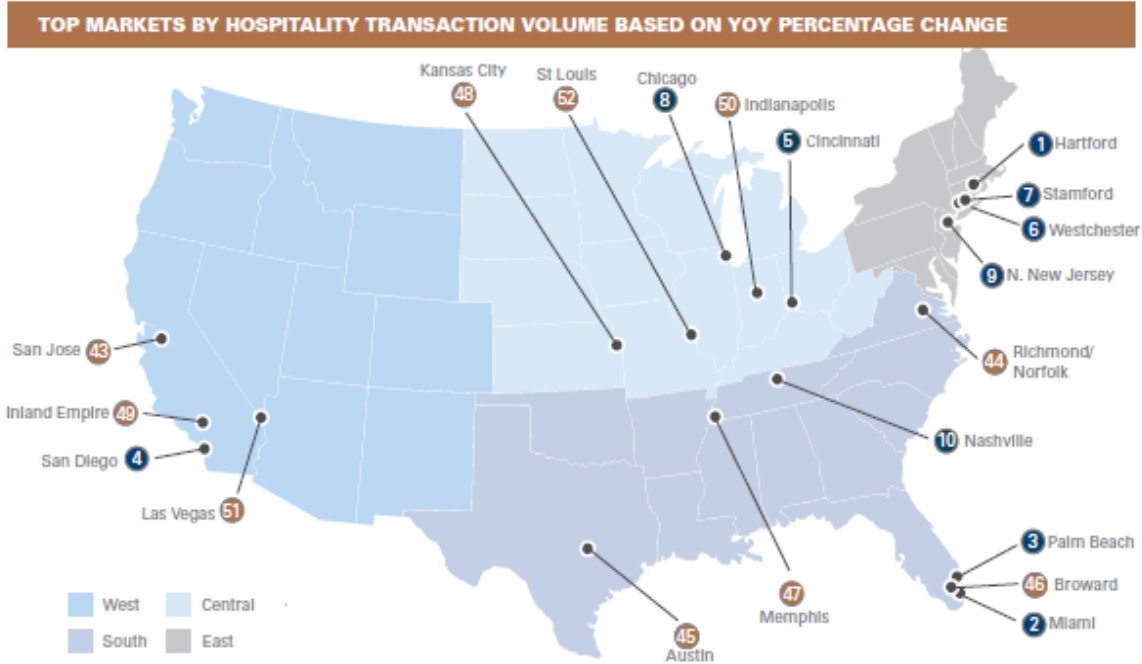 TOP MARKETS BY HOSPITALITY TRANSACTION VOLUME BASED ON YOY PERCENTAGE CHANGE
Kansas City
48
St Louis
52
Chicago
8
50 Indianapolis
5 Cincinnati
1 Hartford
7 Stamford
6 Westchester
9 N. New Jersey
San Jose 43
44 Richmond/
Norfolk
Inland Empire 49
San Diego 4
10 Nashville
Las Vegas 51
3 Palm Beach
46 Broward
2 Miami
47
Memphis
45
Austin
West
Central
South
East